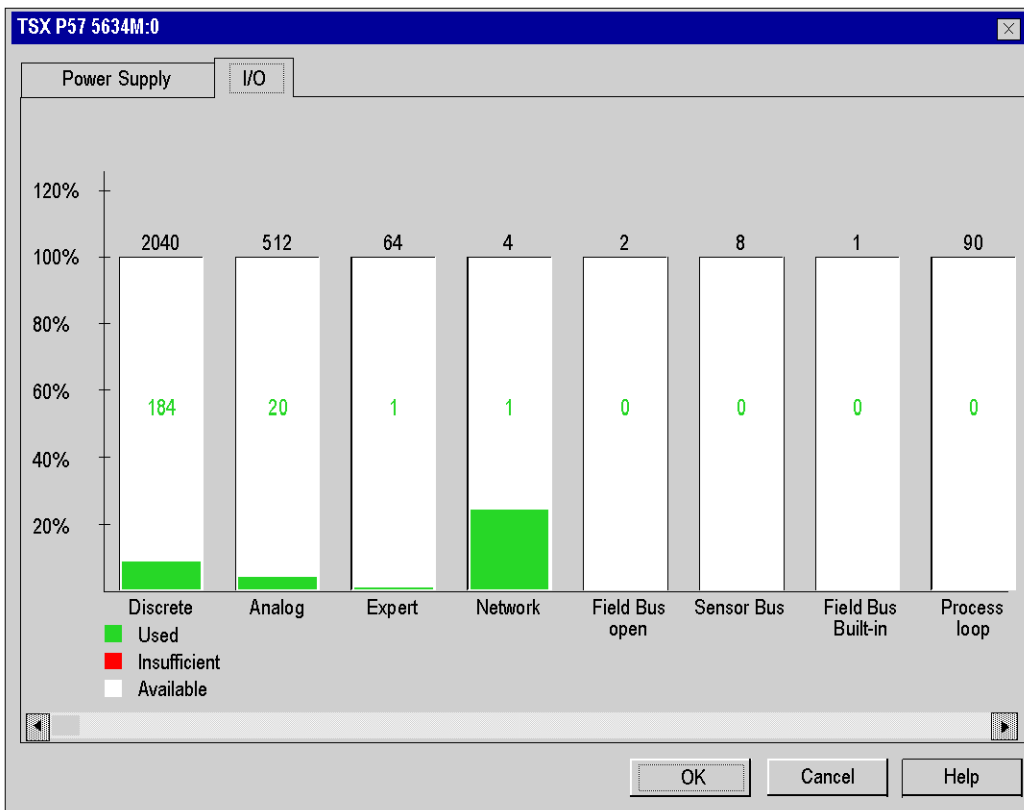 TSX P57 5634M:0
Power Supply
I/O
120%
2040 512 64 4 2 8 1 90
100%
80%
60%
184 20 1 1 0 0 0 0
40%
20%
Discrete Analog Expert Network Field Bus open Sensor Bus Field Bus Built-in Process loop
Used
Insufficient
Available
OK Cancel Help